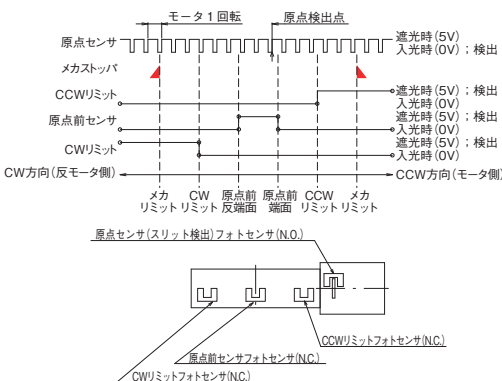 モータ１回転
原点検出点
原点センサ
遮光時(5V)
入光時(0V)；検出
メカストッパ
CCWリミット
遮光時(5V)；検出
入光時(0V)
原点前センサ
遮光時(5V)；検出
入光時(0V)
CWリミット
遮光時(5V)；検出
入光時(0V)
CW方向(反モータ側)
CCW方向(モータ側)
メカ
リミット
CW
リミット
原点前
反端面
原点前
端面
CCW
リミット
メカ
リミット
原点センサ(スリット検出)フォトセンサ(N.O.)
CCWリミットフォトセンサ(N.C.)
原点前センサフォトセンサ(N.C.)
CWリミットフォトセンサ(N.C.)